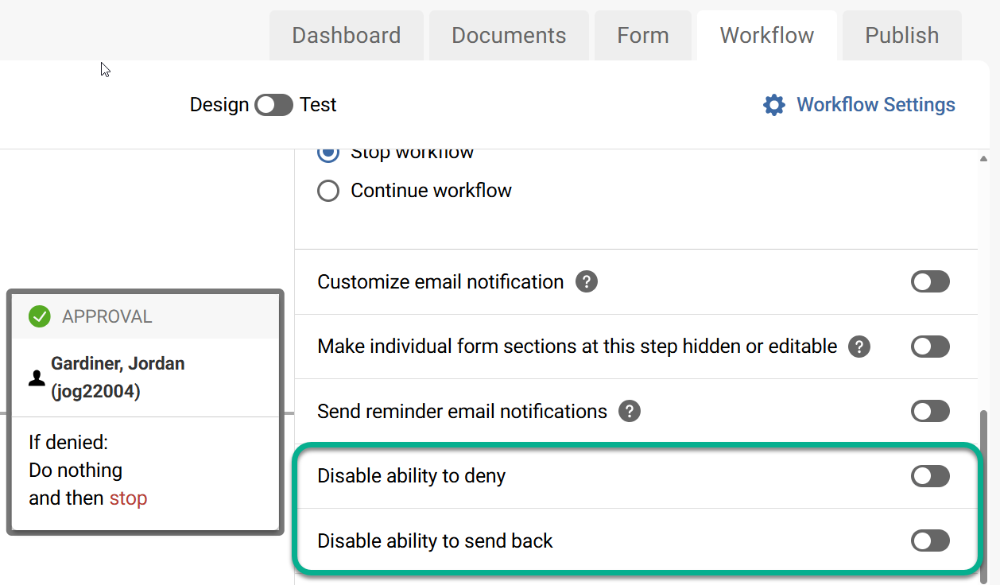 Dashboard
Documents
Form
Workflow
Publish
Design
Test
Workflow Settings
Stop workflow
Continue workflow
Customize email notification ?
Make individual form sections at this step hidden or editable ?
Send reminder email notifications ?
Disable ability to deny
Disable ability to send back
APPROVAL
Gardiner, Jordan
(jog22004)
If denied:
Do nothing
and then stop